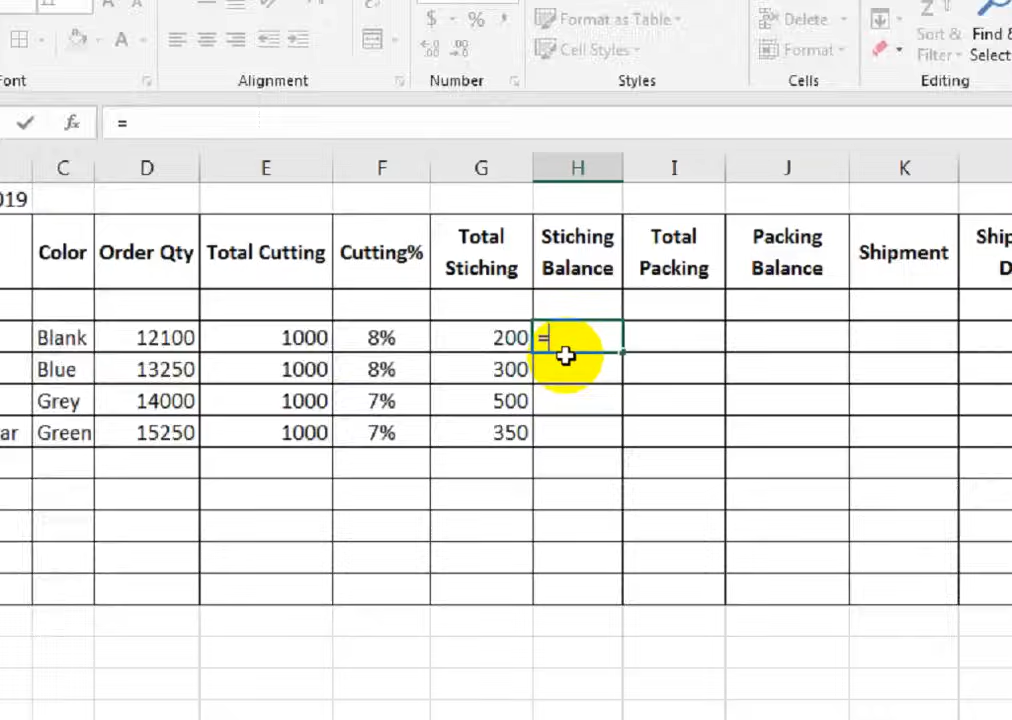 $ %
Format as Table
Delete
Sort & Find &
Cell Styles
Format
Filter Select
Font Alignment Number Styles Cells Editing
fx =
C D E F G H I J K
019
Color Order Qty Total Cutting Cutting% Total Stiching Stiching Balance Total Packing Packing Balance Shipment
Blank 12100 1000 8% 200 =
Blue 13250 1000 8% 300
Grey 14000 1000 7% 500
ar Green 15250 1000 7% 350